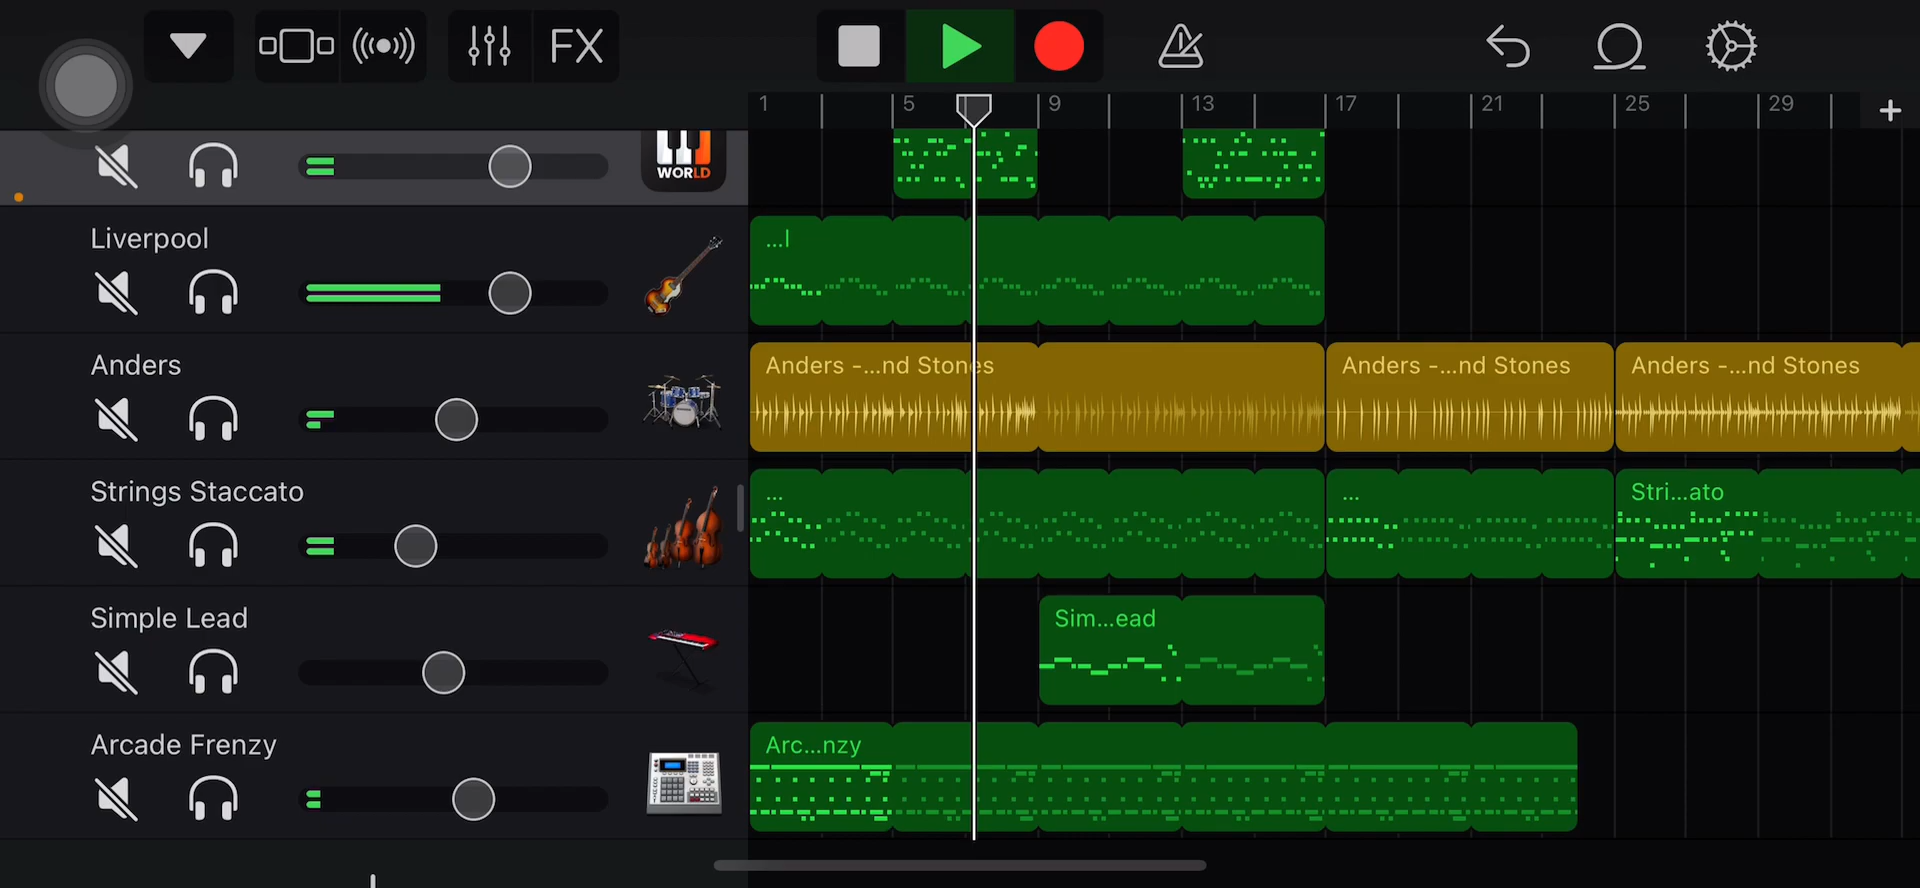 FX
1 5 9 13 17 21 25 29
WORLD
Liverpool
...l
Anders
Anders -...nd Stones
Anders -...nd Stones
Anders -...nd Stones
Strings Staccato
...
...
Stri...ato
Simple Lead
Sim...ead
Arcade Frenzy
Arc...nzy